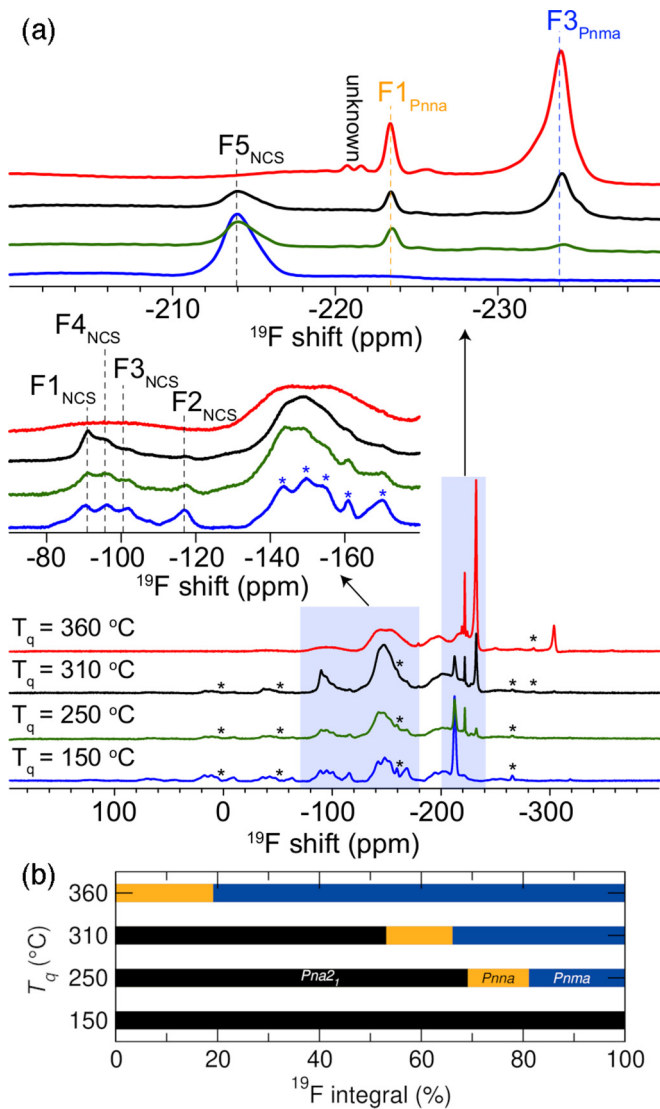 (a)
F3Pnma
F1Pnna
unknown
F5NCS
-210 -220 -230
19F shift (ppm)
F4NCS
F3NCS
F1NCS
F2NCS
* * * * *
-80 -100 -120 -140 -160
19F shift (ppm)
Tq = 360 °C
*
Tq = 310 °C
* * * * *
Tq = 250 °C
* * * *
Tq = 150 °C
* * * *
100 0 -100 -200 -300
19F shift (ppm)
(b)
360
310
250
150
Tq (°C)
Pna21 Pnna Pnma
0 20 40 60 80 100
19F integral (%)